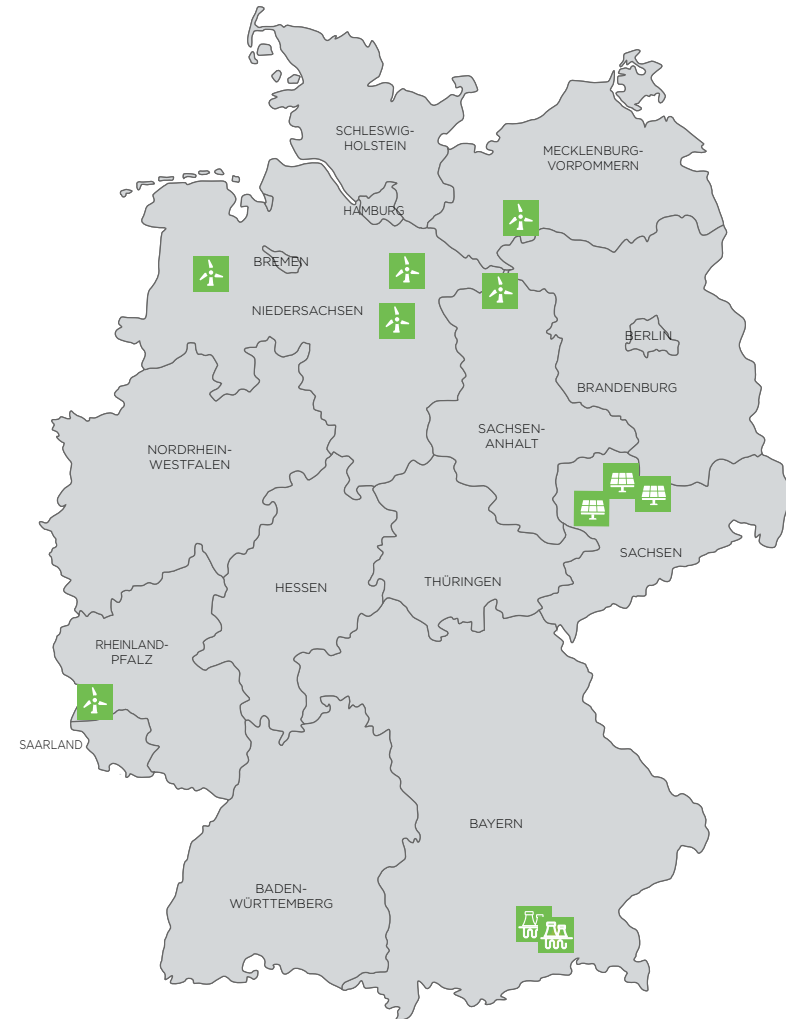 SCHLESWIG-
HOLSTEIN
MECKLENBURG-
VORPOMMERN
HAMBURG
BREMEN
NIEDERSACHSEN
BERLIN
BRANDENBURG
SACHSEN-
ANHALT
NORDRHEIN-
WESTFALEN
SACHSEN
THÜRINGEN
HESSEN
RHEINLAND-
PFALZ
SAARLAND
BAYERN
BADEN-
WÜRTTEMBERG